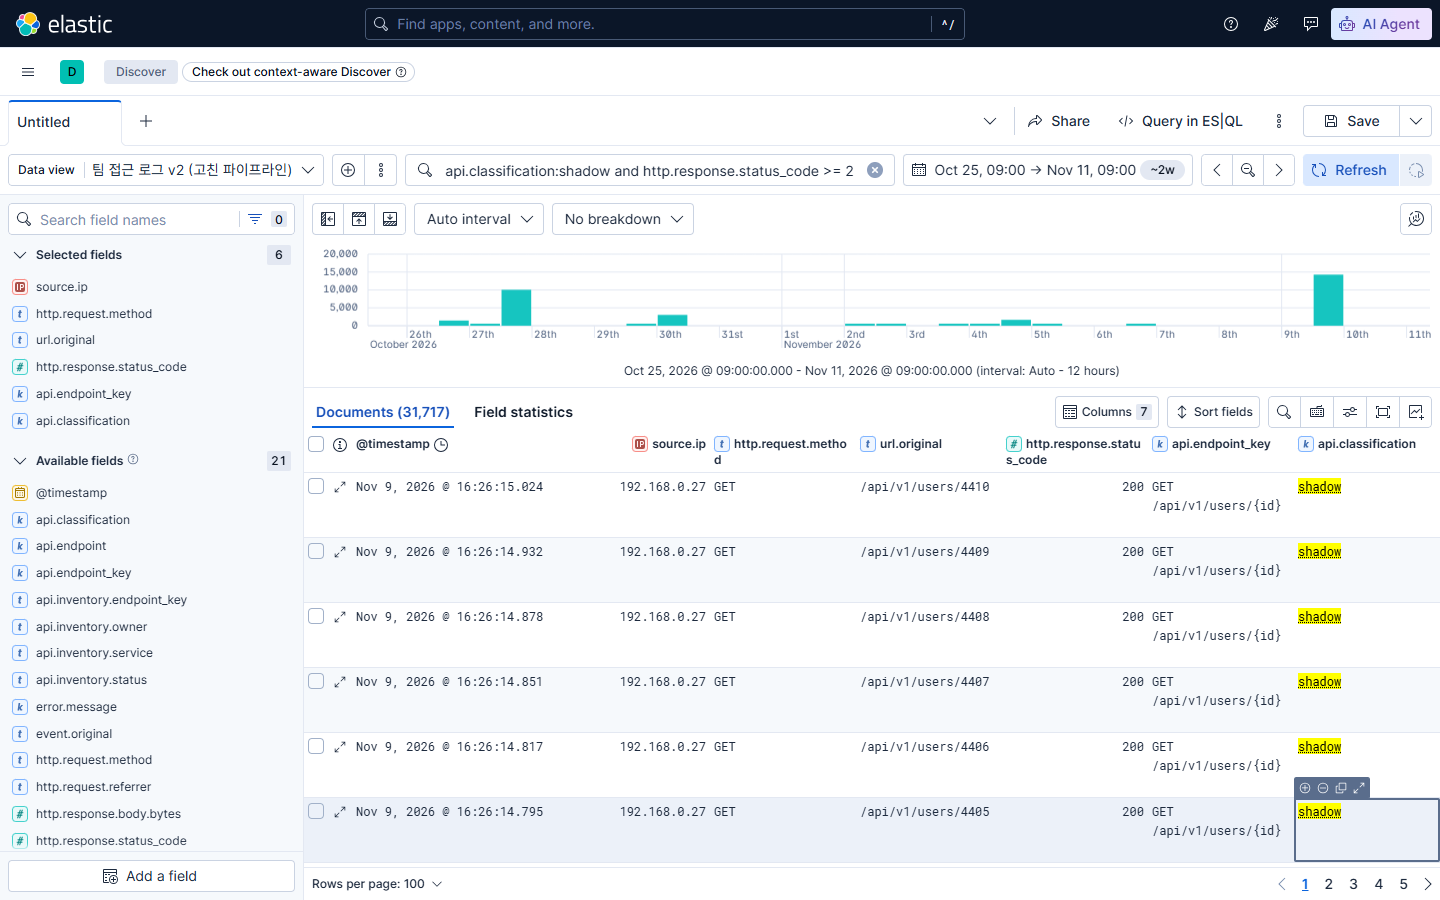 elastic
Find apps, content, and more.
^/
AI Agent
D
Discover
Check out context-aware Discover
Untitled
Share
Query in ES|QL
Save
Data view
팀 접근 로그 v2 (고친 파이프라인)
api.classification:shadow and http.response.status_code >= 2
Oct 25, 09:00 → Nov 11, 09:00
~2w
Refresh
Search field names
0
Auto interval
No breakdown
Selected fields
6
source.ip
http.request.method
url.original
http.response.status_code
api.endpoint_key
api.classification
Available fields
21
@timestamp
api.classification
api.endpoint
api.endpoint_key
api.inventory.endpoint_key
api.inventory.owner
api.inventory.service
api.inventory.status
error.message
event.original
http.request.method
http.request.referrer
http.response.body.bytes
http.response.status_code
Add a field
20,000
15,000
10,000
5,000
0
26th 27th 28th 29th 30th 31st 1st 2nd 3rd 4th 5th 6th 7th 8th 9th 10th 11th
October 2026 November 2026
Oct 25, 2026 @ 09:00:00.000 - Nov 11, 2026 @ 09:00:00.000 (interval: Auto - 12 hours)
Documents (31,717)
Field statistics
Columns 7
Sort fields
@timestamp source.ip http.request.metho url.original http.response.statu api.endpoint_key api.classification
d s_code
Nov 9, 2026 @ 16:26:15.024 192.168.0.27 GET /api/v1/users/4410 200 GET shadow
/api/v1/users/{id}
Nov 9, 2026 @ 16:26:14.932 192.168.0.27 GET /api/v1/users/4409 200 GET shadow
/api/v1/users/{id}
Nov 9, 2026 @ 16:26:14.878 192.168.0.27 GET /api/v1/users/4408 200 GET shadow
/api/v1/users/{id}
Nov 9, 2026 @ 16:26:14.851 192.168.0.27 GET /api/v1/users/4407 200 GET shadow
/api/v1/users/{id}
Nov 9, 2026 @ 16:26:14.817 192.168.0.27 GET /api/v1/users/4406 200 GET shadow
/api/v1/users/{id}
Nov 9, 2026 @ 16:26:14.795 192.168.0.27 GET /api/v1/users/4405 200 GET shadow
/api/v1/users/{id}
Rows per page: 100
1 2 3 4 5